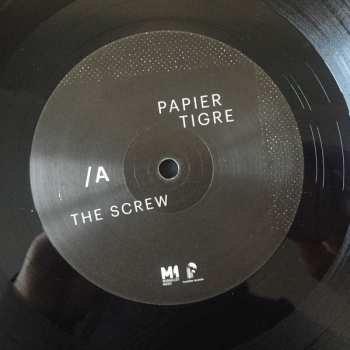 PAPIER
TIGRE
/A
THE SCREW